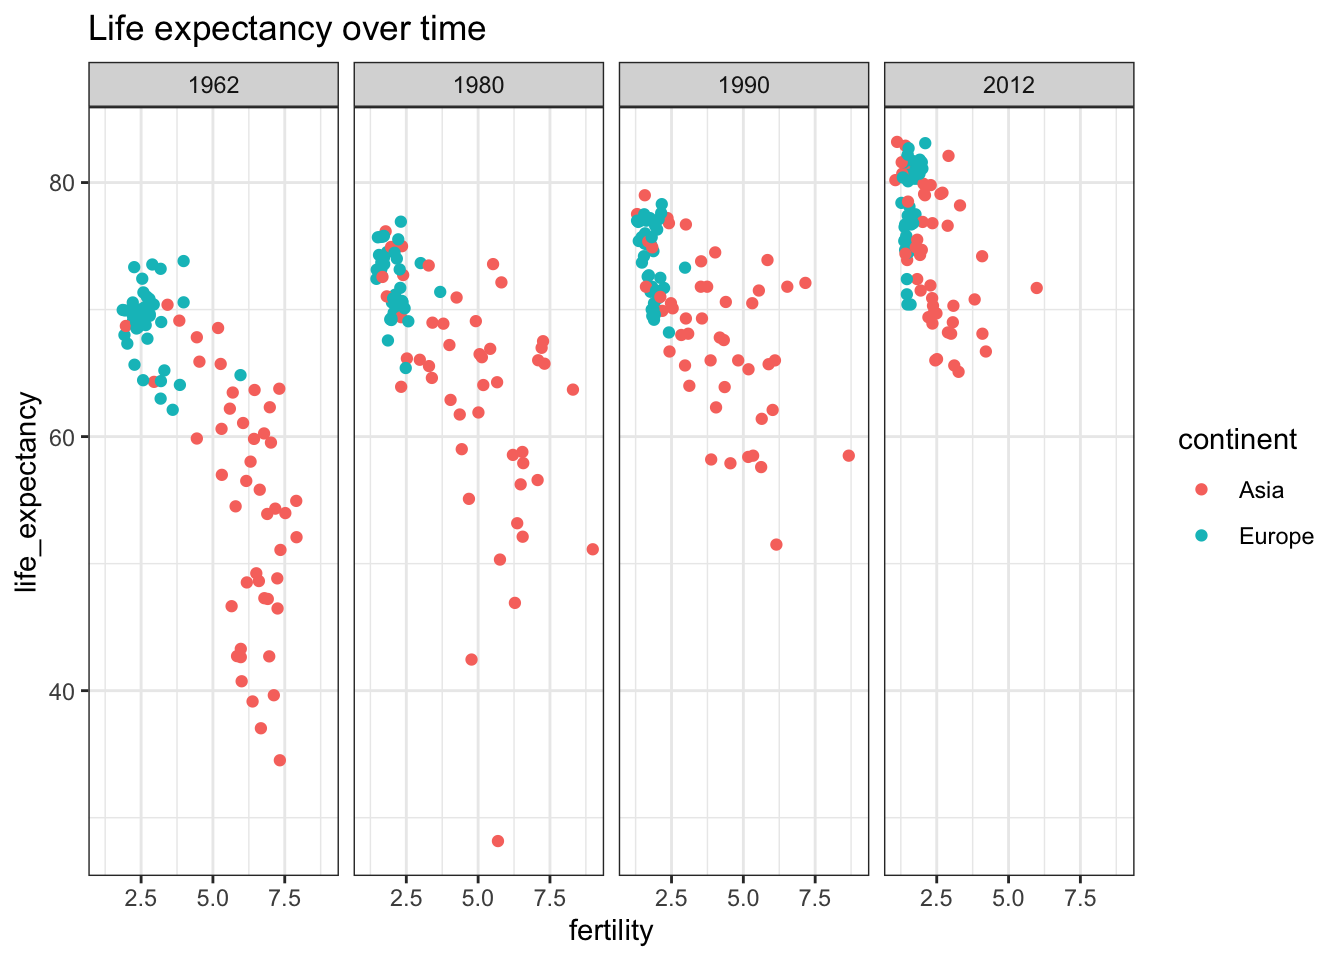 Life expectancy over time
1962 1980 1990 2012
80
60
40
life_expectancy
2.5 5.0 7.5 2.5 5.0 7.5 2.5 5.0 7.5 2.5 5.0 7.5
fertility
continent
Asia
Europe